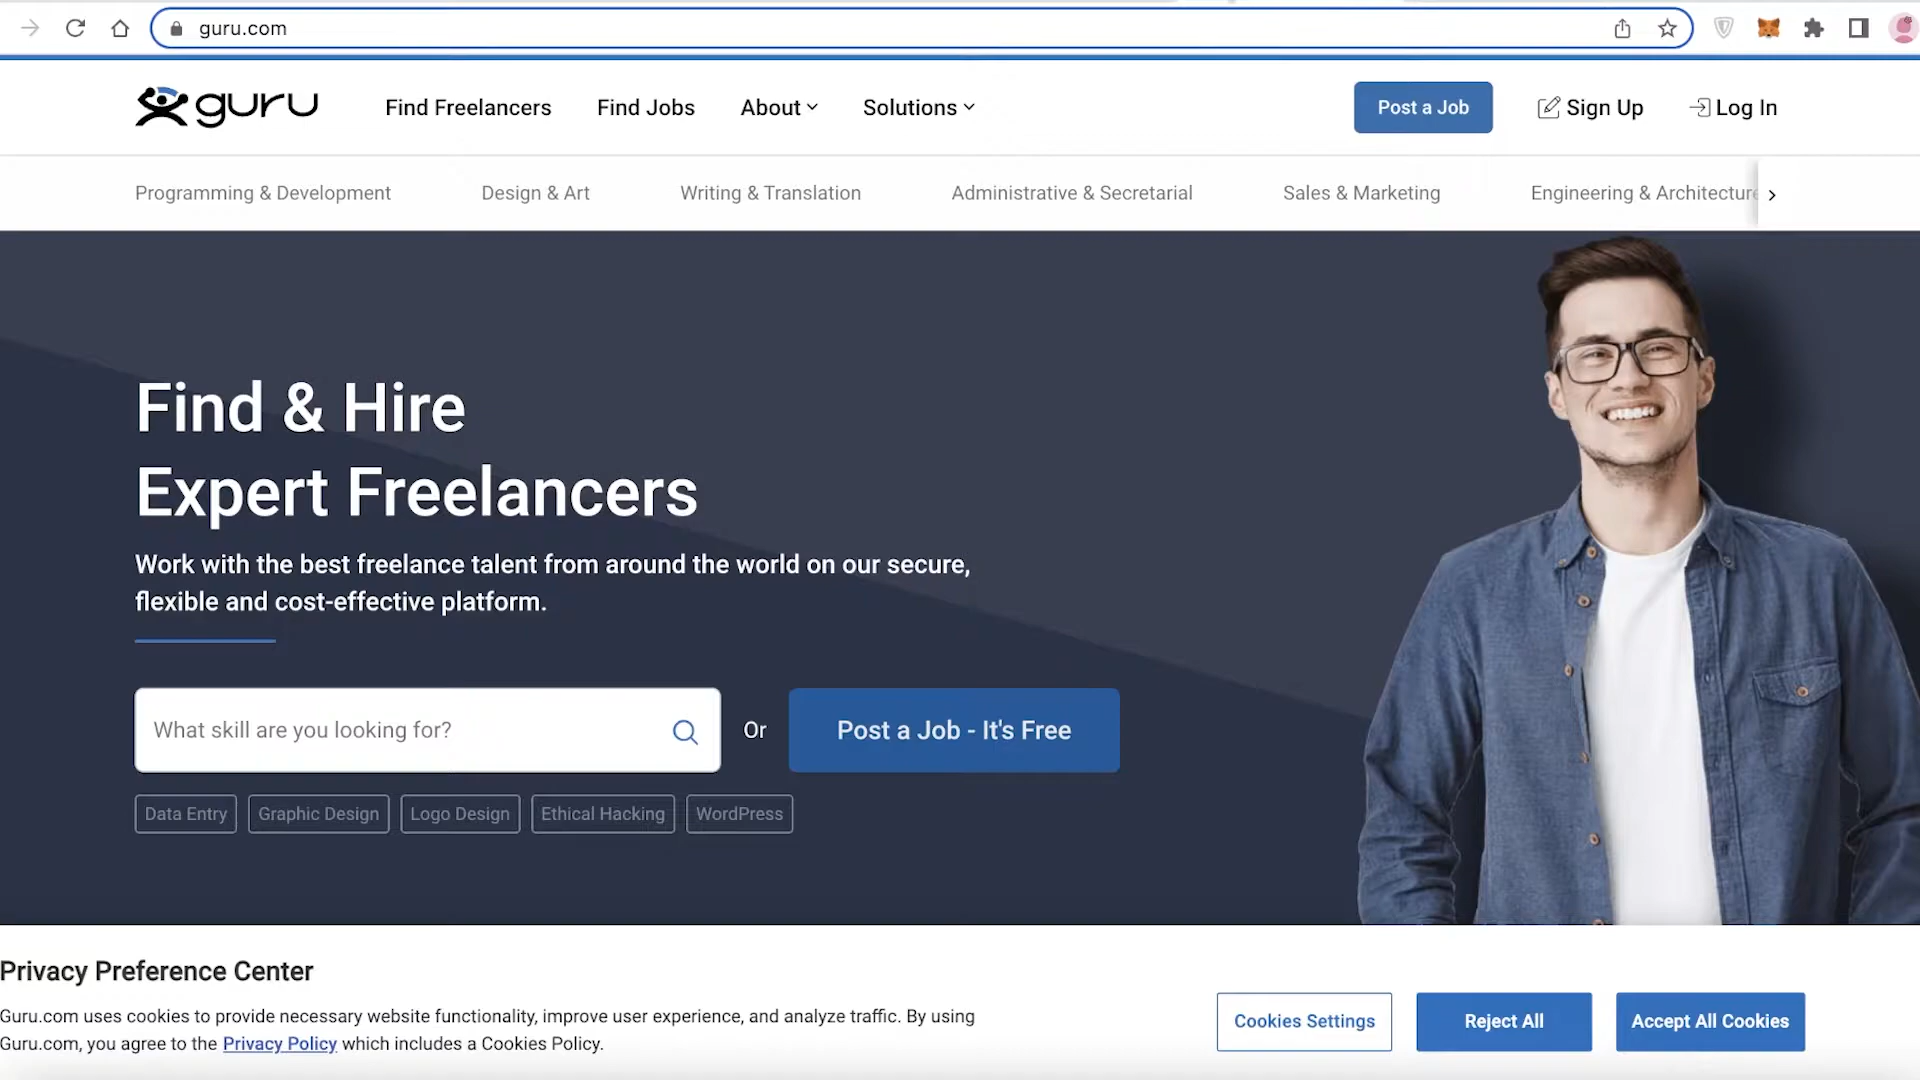 guru.com
guru
Find Freelancers
Find Jobs
About
Solutions
Post a Job
Sign Up
Log In
Programming & Development
Design & Art
Writing & Translation
Administrative & Secretarial
Sales & Marketing
Engineering & Architecture
Find & Hire
Expert Freelancers
Work with the best freelance talent from around the world on our secure,
flexible and cost-effective platform.
What skill are you looking for?
Or
Post a Job - It's Free
Data Entry
Graphic Design
Logo Design
Ethical Hacking
WordPress
Privacy Preference Center
Guru.com uses cookies to provide necessary website functionality, improve user experience, and analyze traffic. By using
Guru.com, you agree to the Privacy Policy which includes a Cookies Policy.
Cookies Settings
Reject All
Accept All Cookies